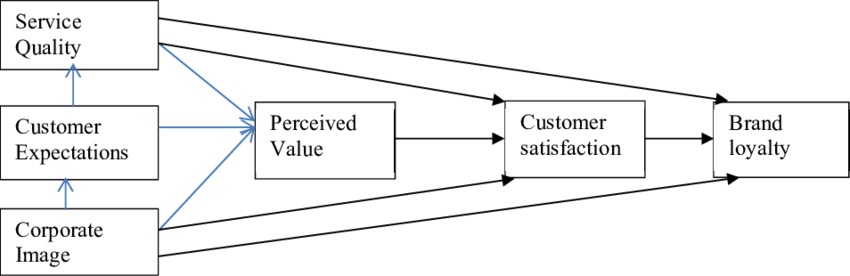 Service
Quality
Customer
Expectations
Corporate
Image
Perceived
Value
Customer
satisfaction
Brand
loyalty